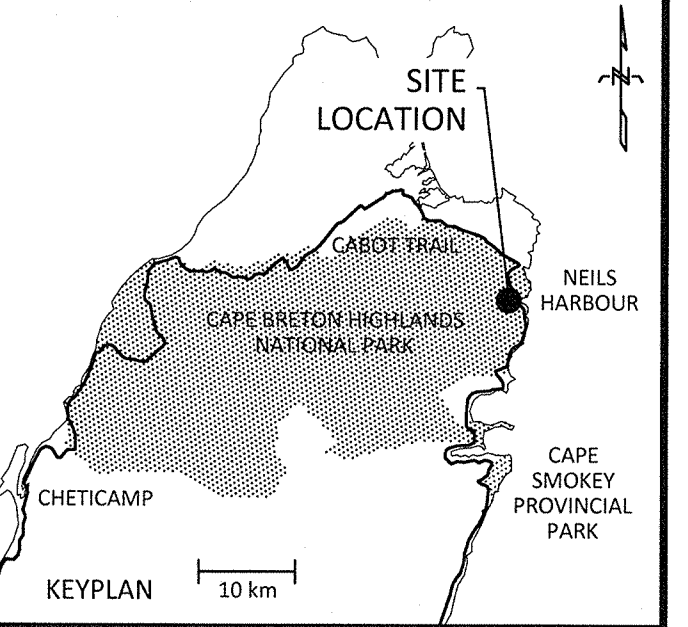 N
SITE
LOCATION
CABOT TRAIL
NEILS
HARBOUR
CAPE BRETON HIGHLANDS
NATIONAL PARK
CAPE
SMOKEY
PROVINCIAL
PARK
CHETICAMP
KEYPLAN
10 km